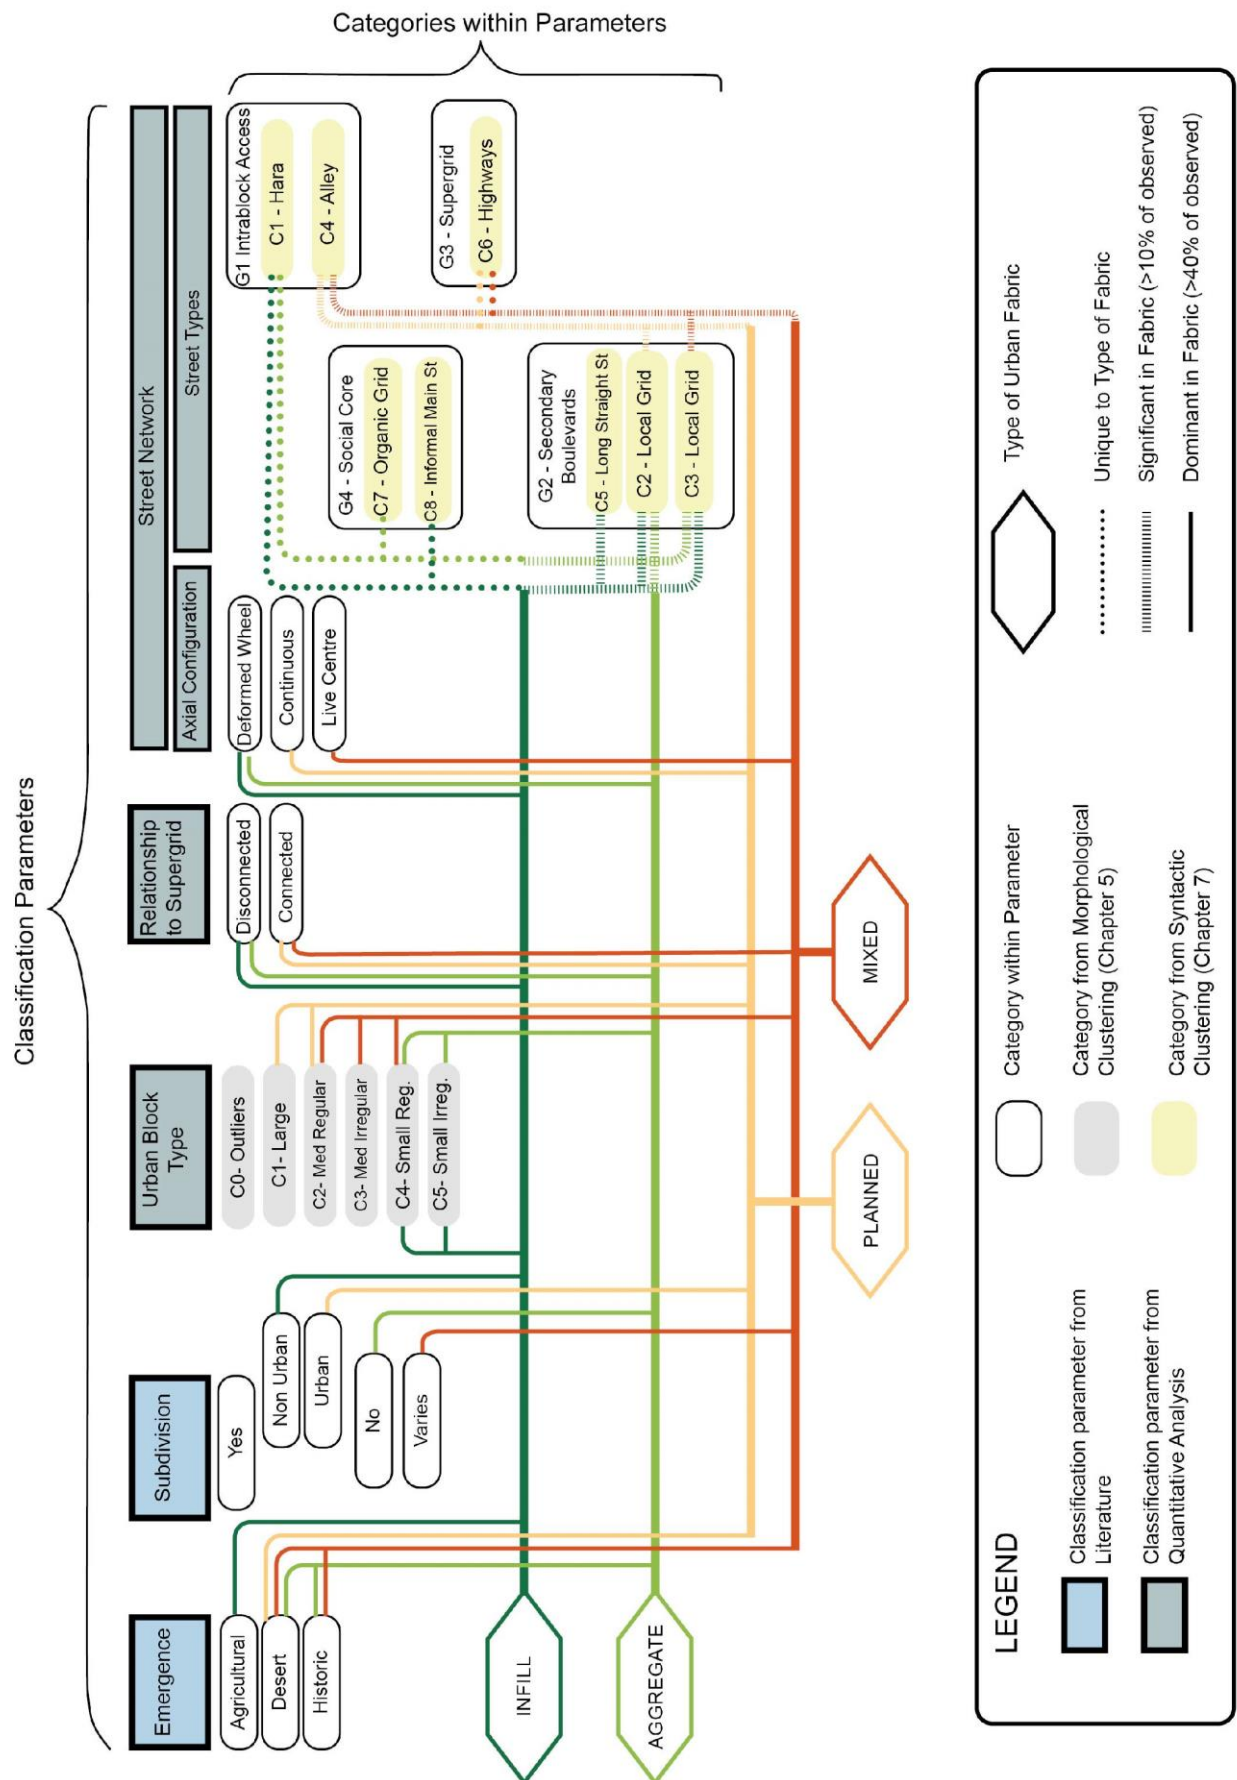 Classification Parameters
Categories within Parameters
Emergence
Subdivision
Urban Block
Type
Relationship
to Supergrid
Street Network
Axial Configuration
Street Types
Agricultural
Desert
Historic
Yes
Non Urban
Urban
No
Varies
C0- Outliers
C1- Large
C2- Med Regular
C3- Med Irregular
C4- Small Reg.
C5- Small Irreg.
Disconnected
Connected
Deformed Wheel
Continuous
Live Centre
G4 - Social Core
C7 - Organic Grid
C8 - Informal Main St
G2 - Secondary
Boulevards
C5 - Long Straight St
C2 - Local Grid
C3 - Local Grid
G1 Intrablock Access
C1 - Hara
C4 - Alley
G3 - Supergrid
C6 - Highways
INFILL
AGGREGATE
PLANNED
MIXED
LEGEND
Classification parameter from
Literature
Classification parameter from
Quantitative Analysis
Category within Parameter
Category from Morphological
Clustering (Chapter 5)
Category from Syntactic
Clustering (Chapter 7)
Type of Urban Fabric
Unique to Type of Fabric
Significant in Fabric (>10% of observed)
Dominant in Fabric (>40% of observed)